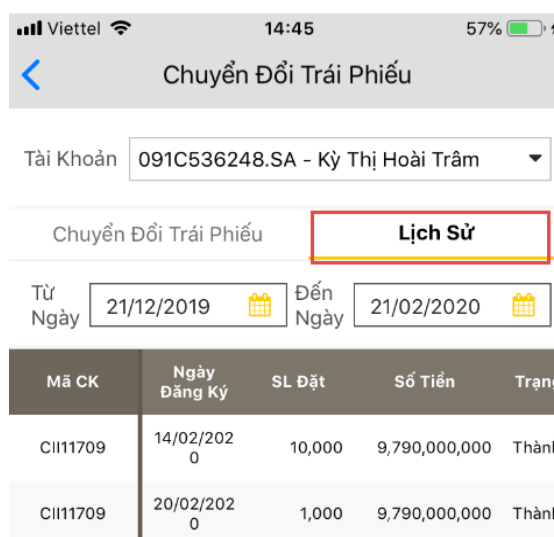 Viettel 14:45 57%
Chuyển Đổi Trái Phiếu
Tài Khoản 091C536248.SA - Kỳ Thị Hoài Trâm
Chuyển Đổi Trái Phiếu Lịch Sử
Từ Ngày 21/12/2019 Đến Ngày 21/02/2020
Mã CK Ngày Đăng Ký SL Đặt Số Tiền
CII11709 14/02/2020 10,000 9,790,000,000
CII11709 20/02/2020 1,000 9,790,000,000